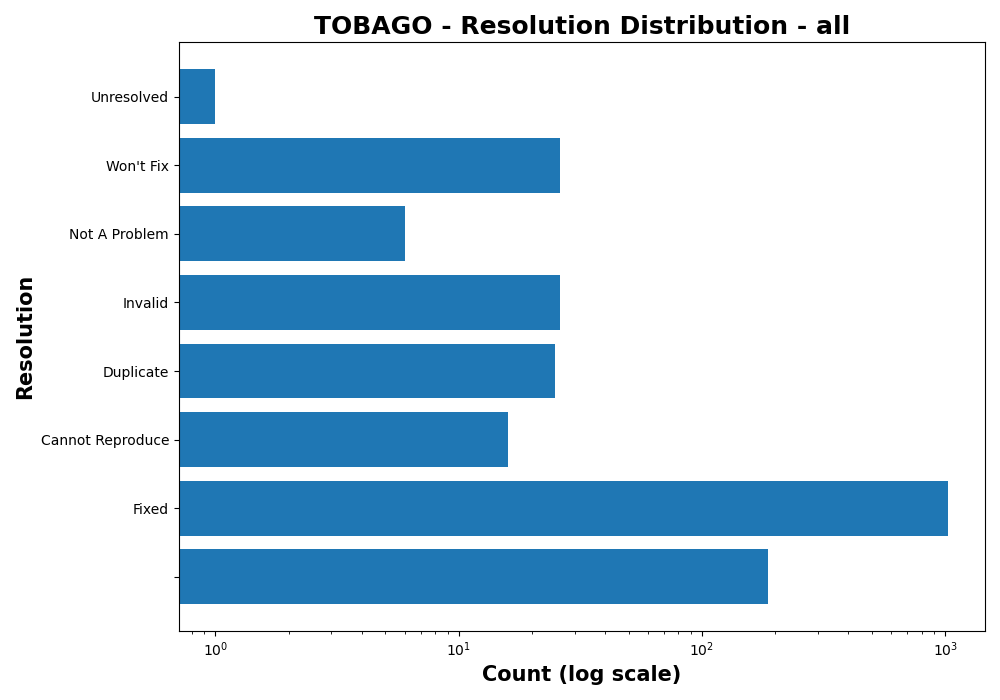 TOBAGO - Resolution Distribution - all
Unresolved
Won't Fix
Not A Problem
Invalid
Duplicate
Cannot Reproduce
Fixed
Resolution
10⁰ 10¹ 10² 10³
Count (log scale)